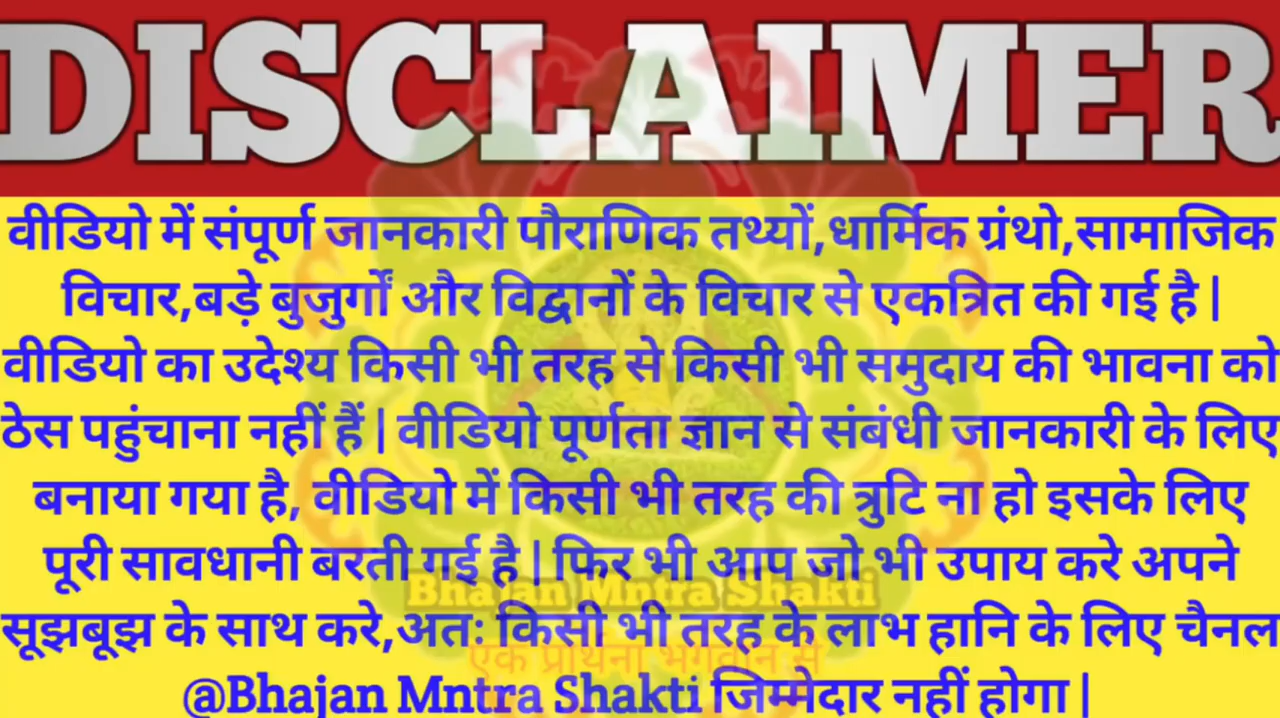 DISCLAIMER
वीडियो में संपूर्ण जानकारी पौराणिक तथ्यों,धार्मिक ग्रंथो,सामाजिक
विचार,बड़े बुजुर्गों और विद्वानों के विचार से एकत्रित की गई है |
वीडियो का उदेश्य किसी भी तरह से किसी भी समुदाय की भावना को
ठेस पहुंचाना नहीं हैं | वीडियो पूर्णता ज्ञान से संबंधी जानकारी के लिए
बनाया गया है, वीडियो में किसी भी तरह की त्रुटि ना हो इसके लिए
पूरी सावधानी बरती गई है | फिर भी आप जो भी उपाय करे अपने
Bhajan Mntra Shakti
सूझबूझ के साथ करे,अतः किसी भी तरह के लाभ हानि के लिए चैनल
एक प्रार्थना भगवान से
@Bhajan Mntra Shakti जिम्मेदार नहीं होगा |